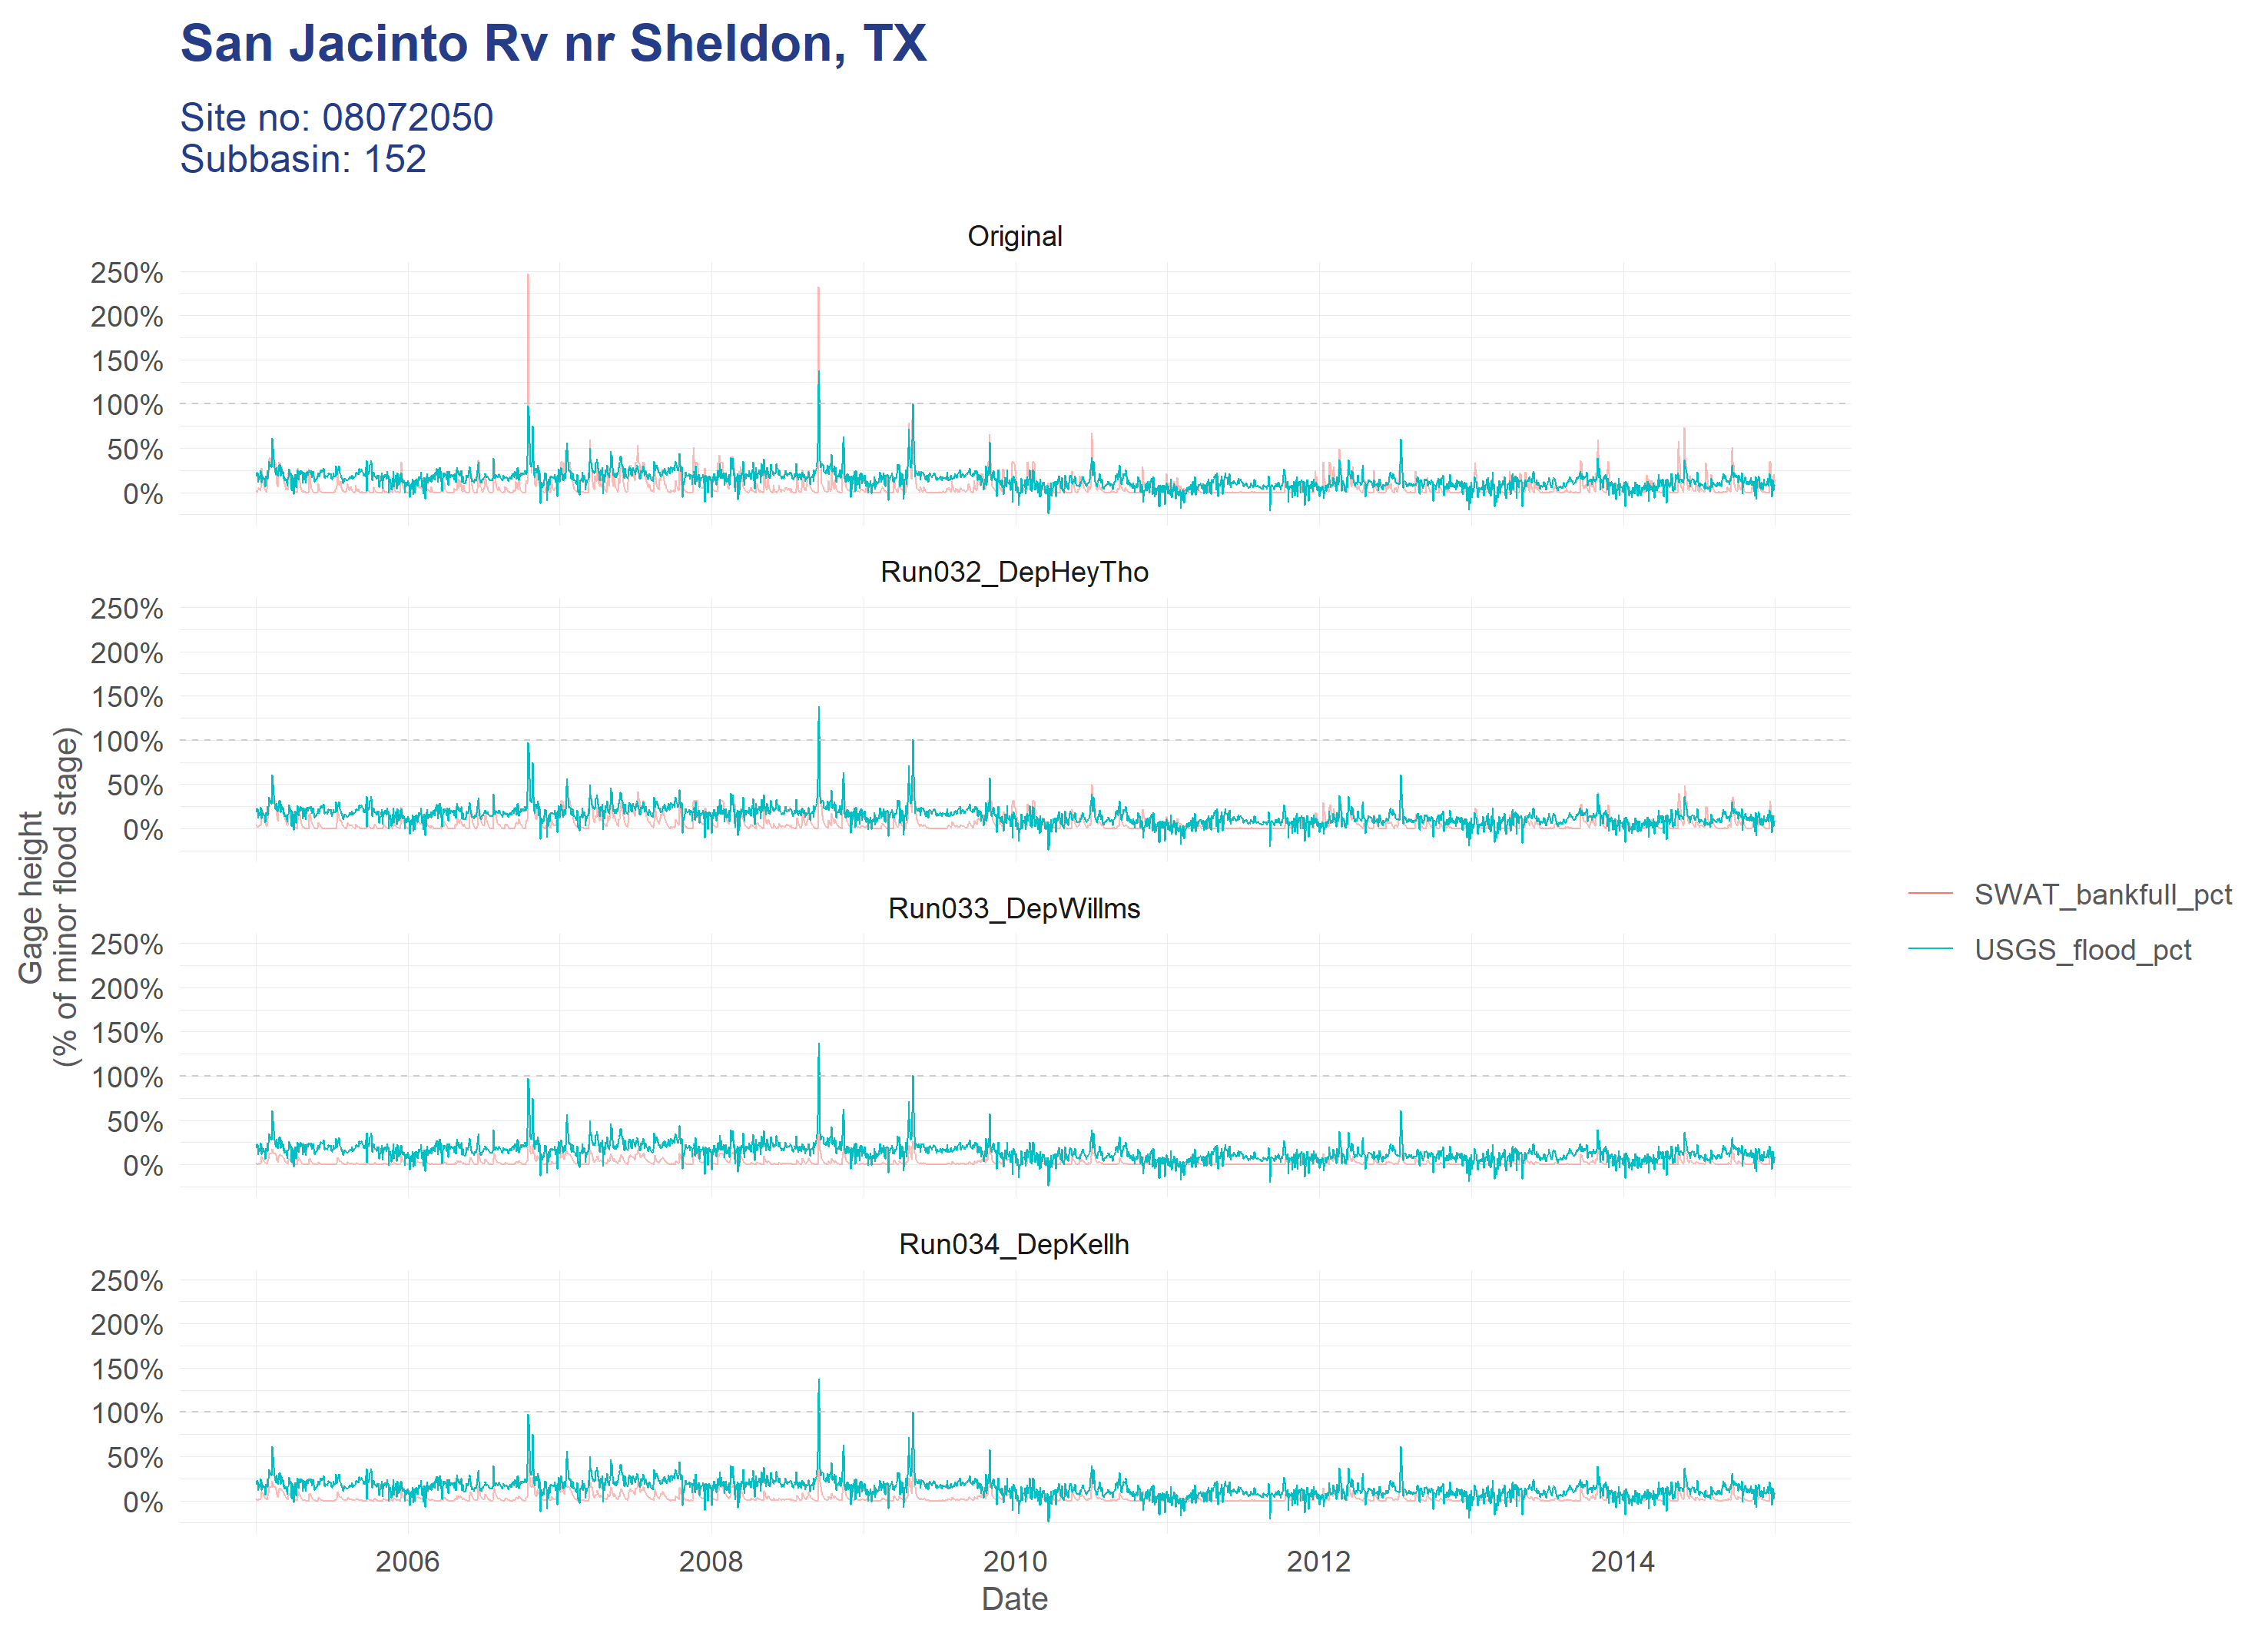 San Jacinto Rv nr Sheldon, TX
Site no: 08072050
Subbasin: 152
Original
250%
200%
150%
100%
50%
0%
Run032_DepHeyTho
250%
200%
150%
100%
50%
0%
Run033_DepWillms
250%
200%
150%
100%
50%
0%
Run034_DepKellh
250%
200%
150%
100%
50%
0%
2006 2008 2010 2012 2014
Date
Gage height
(% of minor flood stage)
SWAT_bankfull_pct
USGS_flood_pct